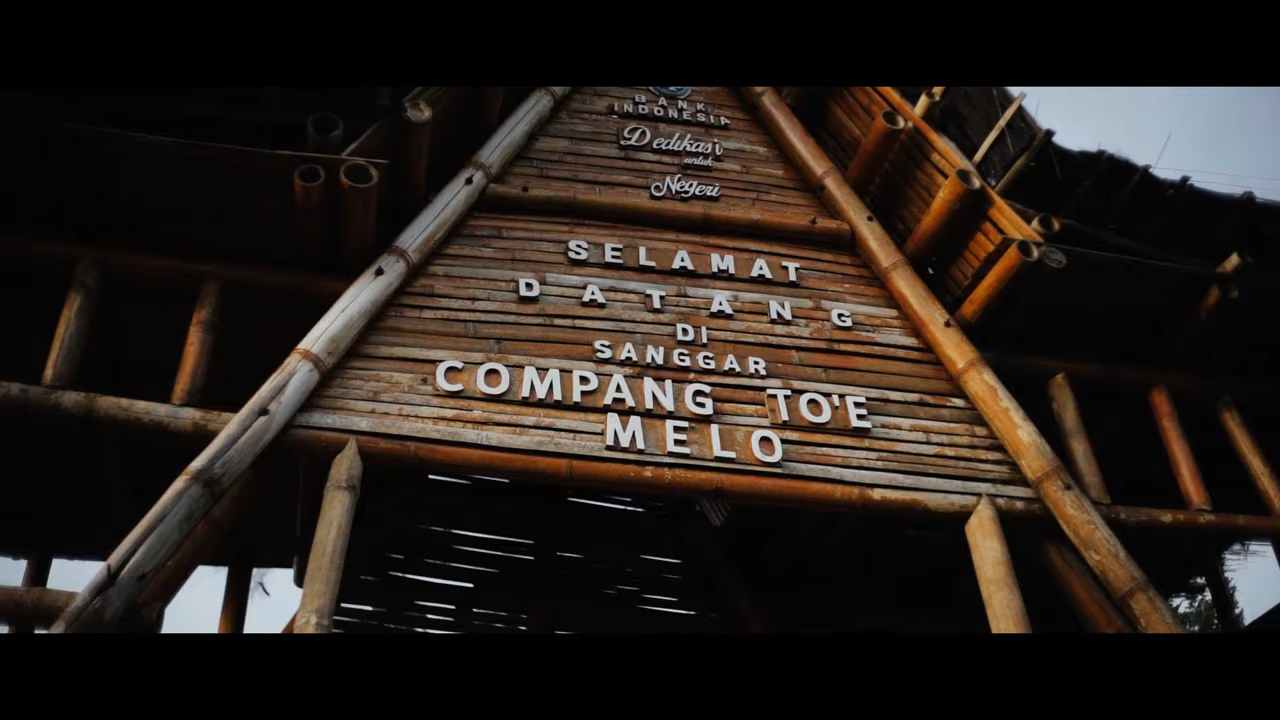 BANK
INDONESIA
Dedikasi
untuk
Negeri
SELAMAT
DATANG
DI
SANGGAR
COMPANG TO'E
MELO